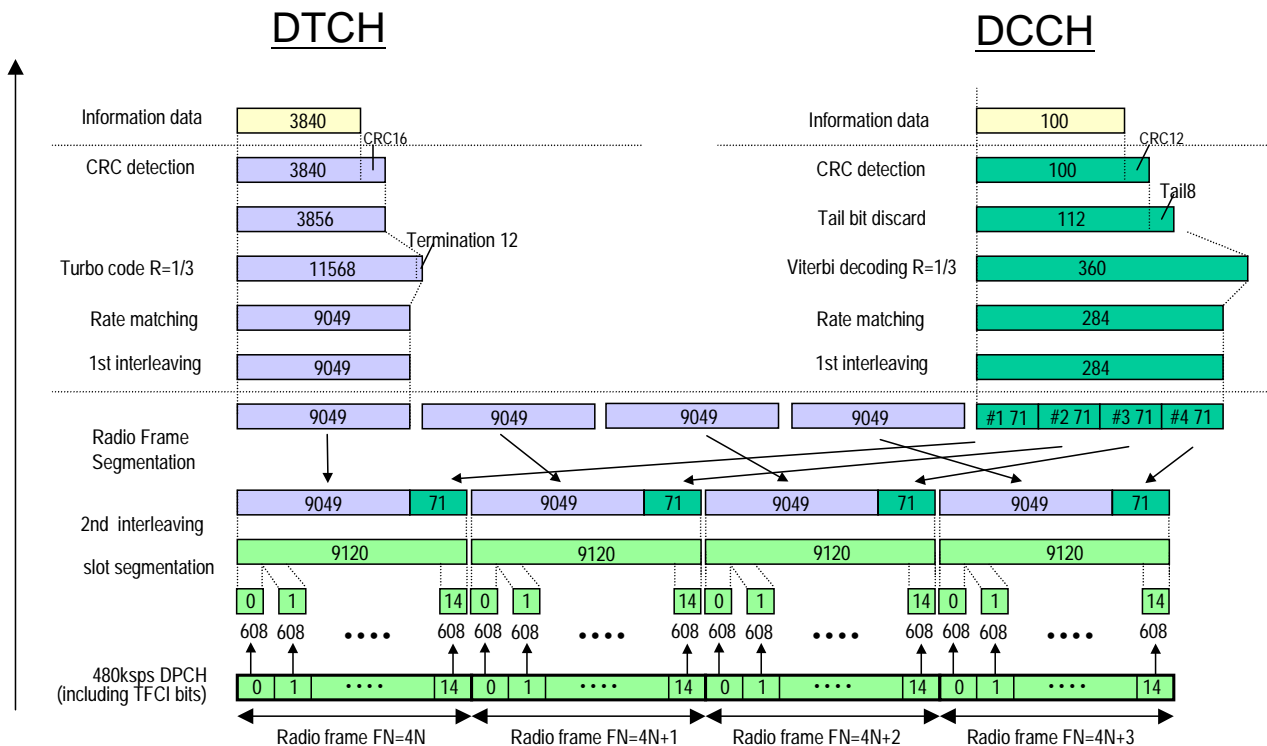 DTCH DCCH
Information data 3840 Information data 100
CRC16 CRC12
CRC detection 3840 CRC detection 100
Tail8
3856 Tail bit discard 112
Termination 12
Turbo code R=1/3 11568 Viterbi decoding R=1/3 360
Rate matching 9049 Rate matching 284
1st interleaving 9049 1st interleaving 284
9049 9049 9049 9049 #1 71 #2 71 #3 71 #4 71
Radio Frame
Segmentation
9049 71 9049 71 9049 71 9049 71
2nd interleaving
9120 9120 9120 9120
slot segmentation
0 1 14 0 1 14 0 1 14 0 1 14
608 608 •••• 608 608 608 •••• 608 608 608 •••• 608 608 608 •••• 608
480ksps DPCH
(including TFCI bits)
0 1 •••• 14 0 1 •••• 14 0 1 •••• 14 0 1 •••• 14
Radio frame FN=4N Radio frame FN=4N+1 Radio frame FN=4N+2 Radio frame FN=4N+3